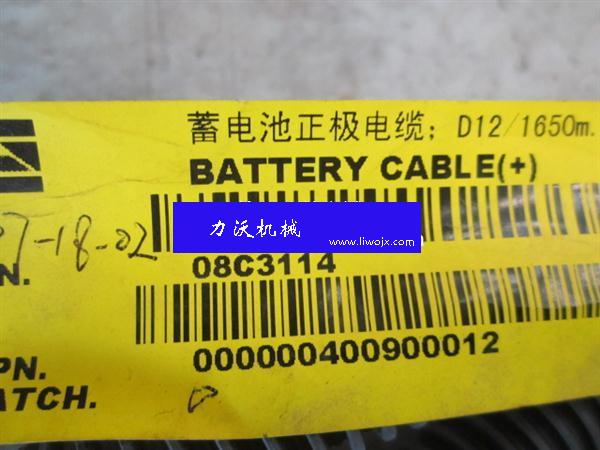 蓄电池正极电缆; D12/1650m.
BATTERY CABLE(+)
力沃机械
www.liwojx.com
7-18-02
N.
08C3114
PN.
000000400900012
ATCH.